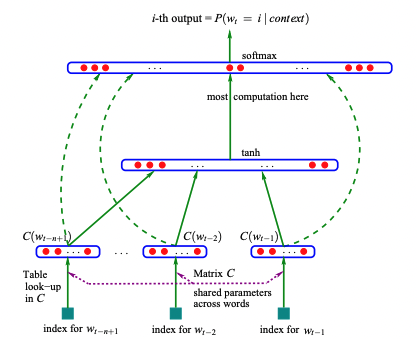 i-th output = P(w_t = i | context)
softmax
. . .
. . .
most computation here
tanh
. . .
. . .
C(w_{t−n+1})
C(w_{t−2})
C(w_{t−1})
. . .
. . .
. . .
. . .
Table
look−up
in C
Matrix C
shared parameters
across words
index for w_{t−n+1}
index for w_{t−2}
index for w_{t−1}